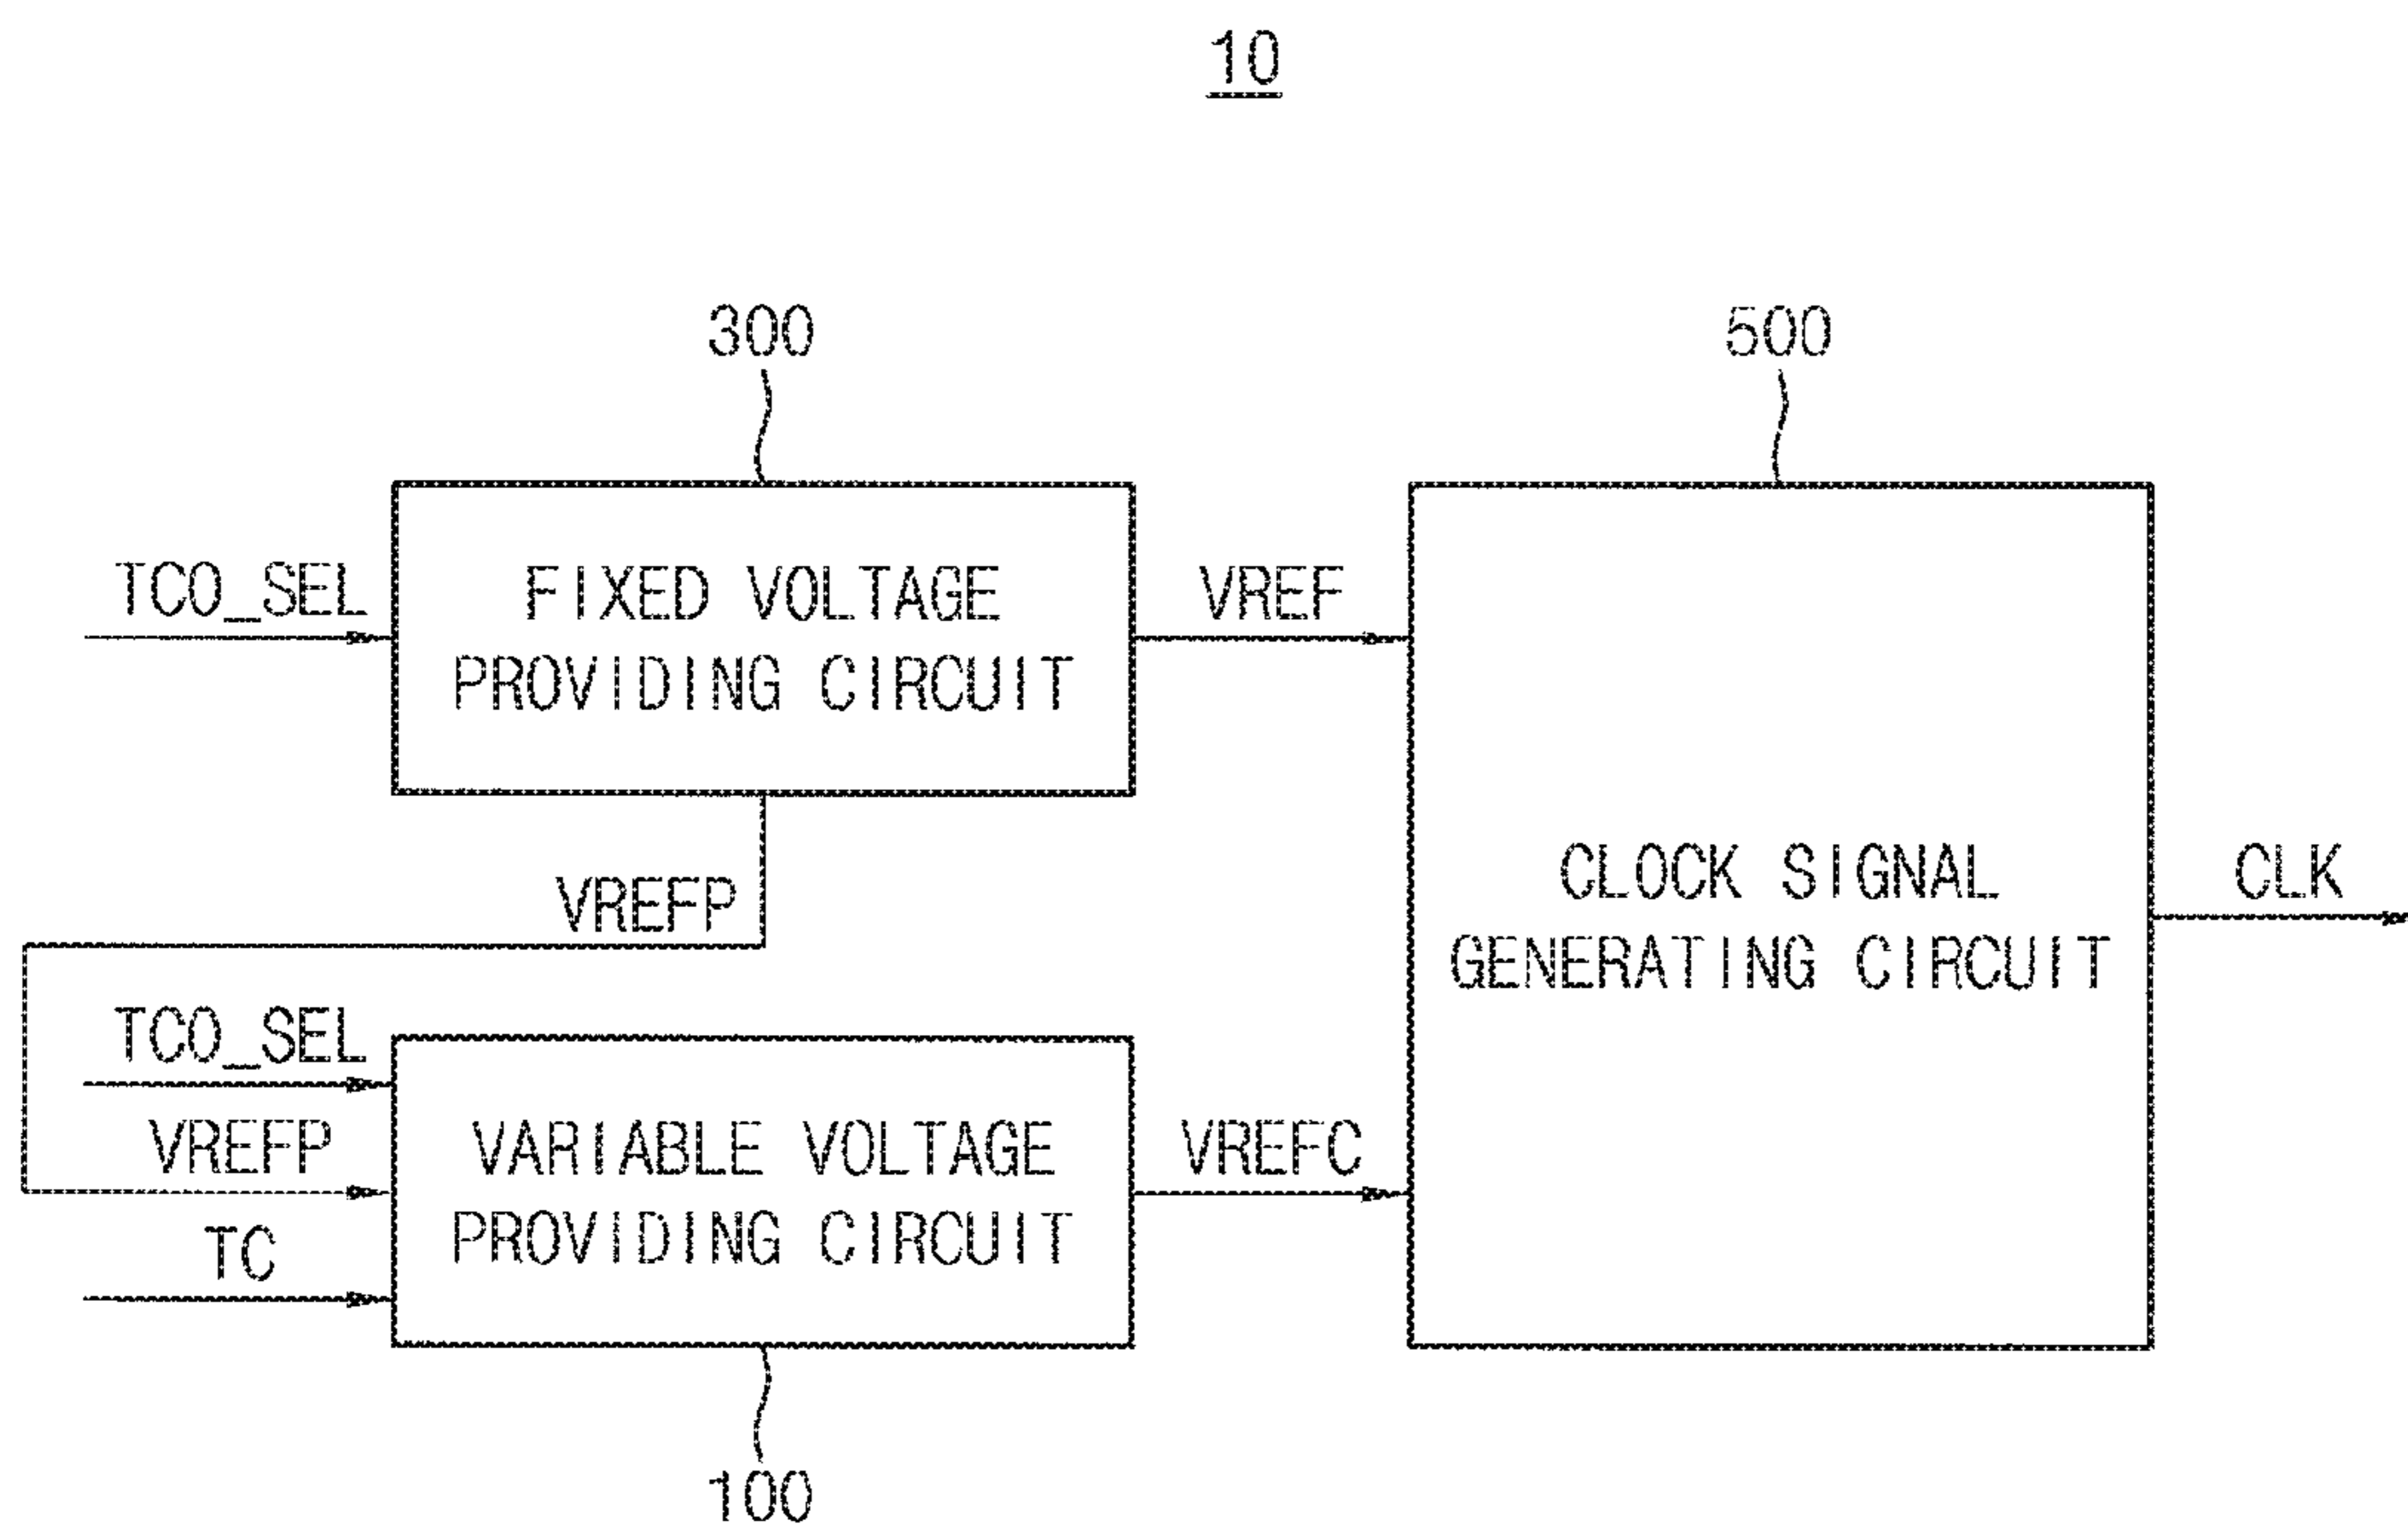 10
300
500
TCO_SEL
FIXED VOLTAGE
PROVIDING CIRCUIT
VREF
VREFP
CLOCK SIGNAL
GENERATING CIRCUIT
CLK
TCO_SEL
VREFP
TC
VARIABLE VOLTAGE
PROVIDING CIRCUIT
VREFC
100